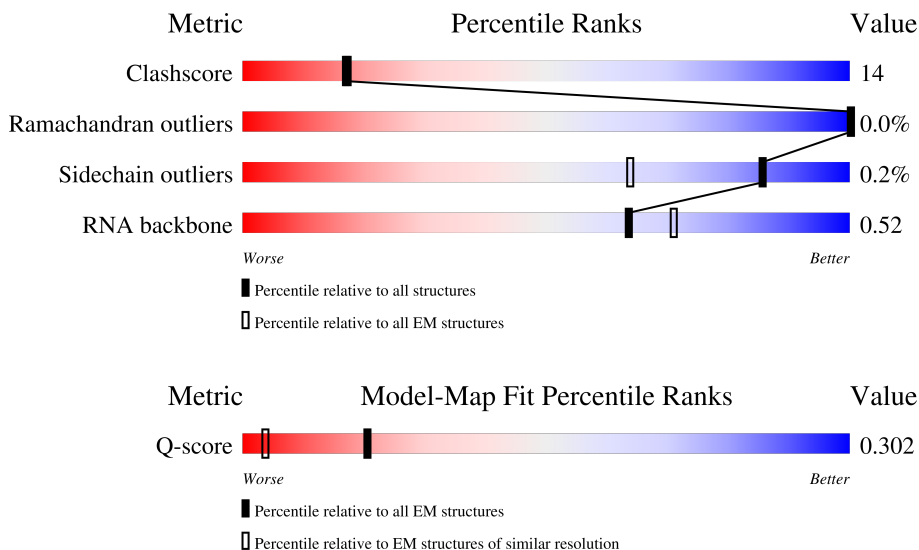 Metric Percentile Ranks Value
Clashscore 14
Ramachandran outliers 0.0%
Sidechain outliers 0.2%
RNA backbone 0.52
Worse Better
Percentile relative to all structures
Percentile relative to all EM structures
Metric Model-Map Fit Percentile Ranks Value
Q-score 0.302
Worse Better
Percentile relative to all EM structures
Percentile relative to EM structures of similar resolution